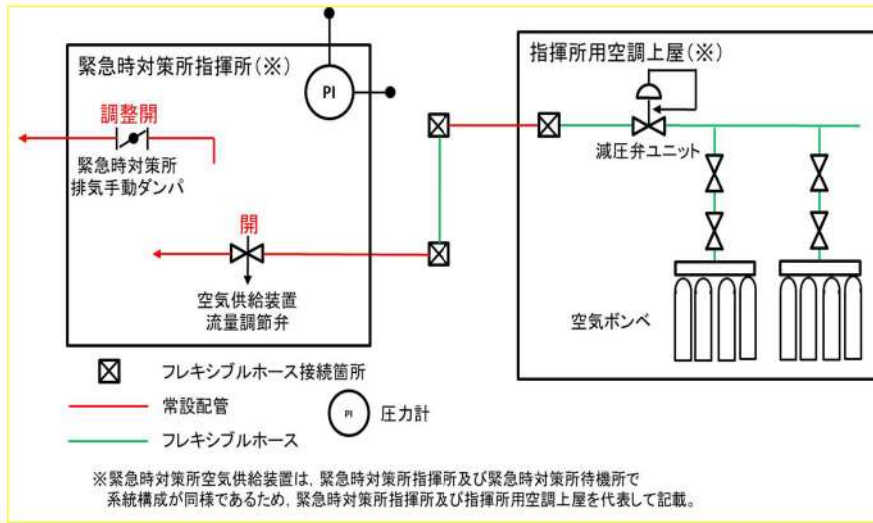 緊急時対策所指揮所(※)
PI
調整開
緊急時対策所
排気手動ダンパ
開
空気供給装置
流量調節弁
指揮所用空調上屋(※)
減圧弁ユニット
空気ボンベ
フレキシブルホース接続箇所
常設配管
PI
圧力計
フレキシブルホース
※緊急時対策所空気供給装置は,緊急時対策所指揮所及び緊急時対策所待機所で
系統構成が同様であるため,緊急時対策所指揮所及び指揮所用空調上屋を代表して記載。